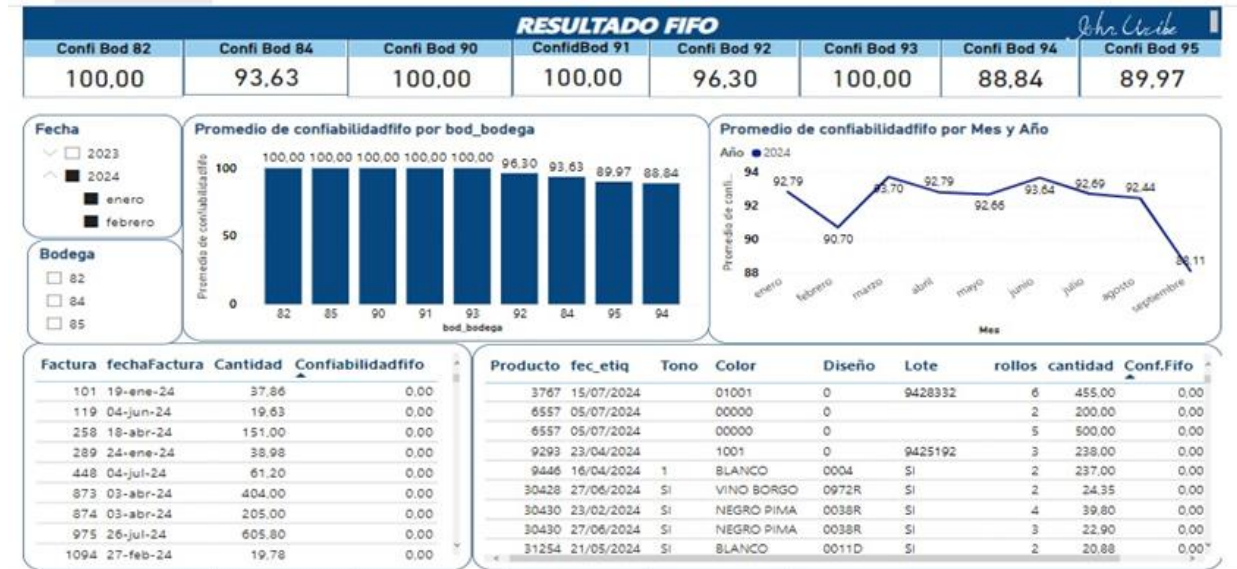 RESULTADO FIFO
John Uribe
Confi Bod 82 Confi Bod 84 Confi Bod 90 ConfidBod 91 Confi Bod 92 Confi Bod 93 Confi Bod 94 Confi Bod 95
100,00 93,63 100,00 100,00 96,30 100,00 88,84 89,97
Fecha
2023
2024
enero
febrero
Bodega
82
84
85
Promedio de confiabilidadfifo por bod_bodega
Promedio de confiabilidadfifo
100
50
0
100,00 100,00 100,00 100,00 100,00 96,30 93,63 89,97 88,84
82 85 90 91 93 92 84 95 94
bod_bodega
Promedio de confiabilidadfifo por Mes y Año
Año 2024
Promedio de confi...
94
92
90
88
92,79 90,70 93,70 92,79 92,66 93,64 92,69 92,44 88,11
enero febrero marzo abril mayo junio julio agosto septiembre
Mes
Factura fechaFactura Cantidad Confiabilidadfifo
101 19-ene-24 37,86 0,00
119 04-jun-24 19,63 0,00
258 18-abr-24 151,00 0,00
289 24-ene-24 38,98 0,00
448 04-jul-24 61,20 0,00
873 03-abr-24 404,00 0,00
874 03-abr-24 205,00 0,00
975 26-jul-24 605,80 0,00
1094 27-feb-24 19,78 0,00
Producto fec_etiq Tono Color Diseño Lote rollos cantidad Conf.Fifo
3767 15/07/2024 01001 0 9428332 6 455,00 0,00
6557 05/07/2024 00000 0 2 200,00 0,00
6557 05/07/2024 00000 0 5 500,00 0,00
9293 23/04/2024 1001 0 9425192 3 238,00 0,00
9446 16/04/2024 1 BLANCO 0004 SI 2 237,00 0,00
30428 27/06/2024 SI VINO BORGO 0972R SI 2 24,35 0,00
30430 23/02/2024 SI NEGRO PIMA 0038R SI 4 39,80 0,00
30430 27/06/2024 SI NEGRO PIMA 0038R SI 3 22,90 0,00
31254 21/05/2024 SI BLANCO 0011D SI 2 20,88 0,00